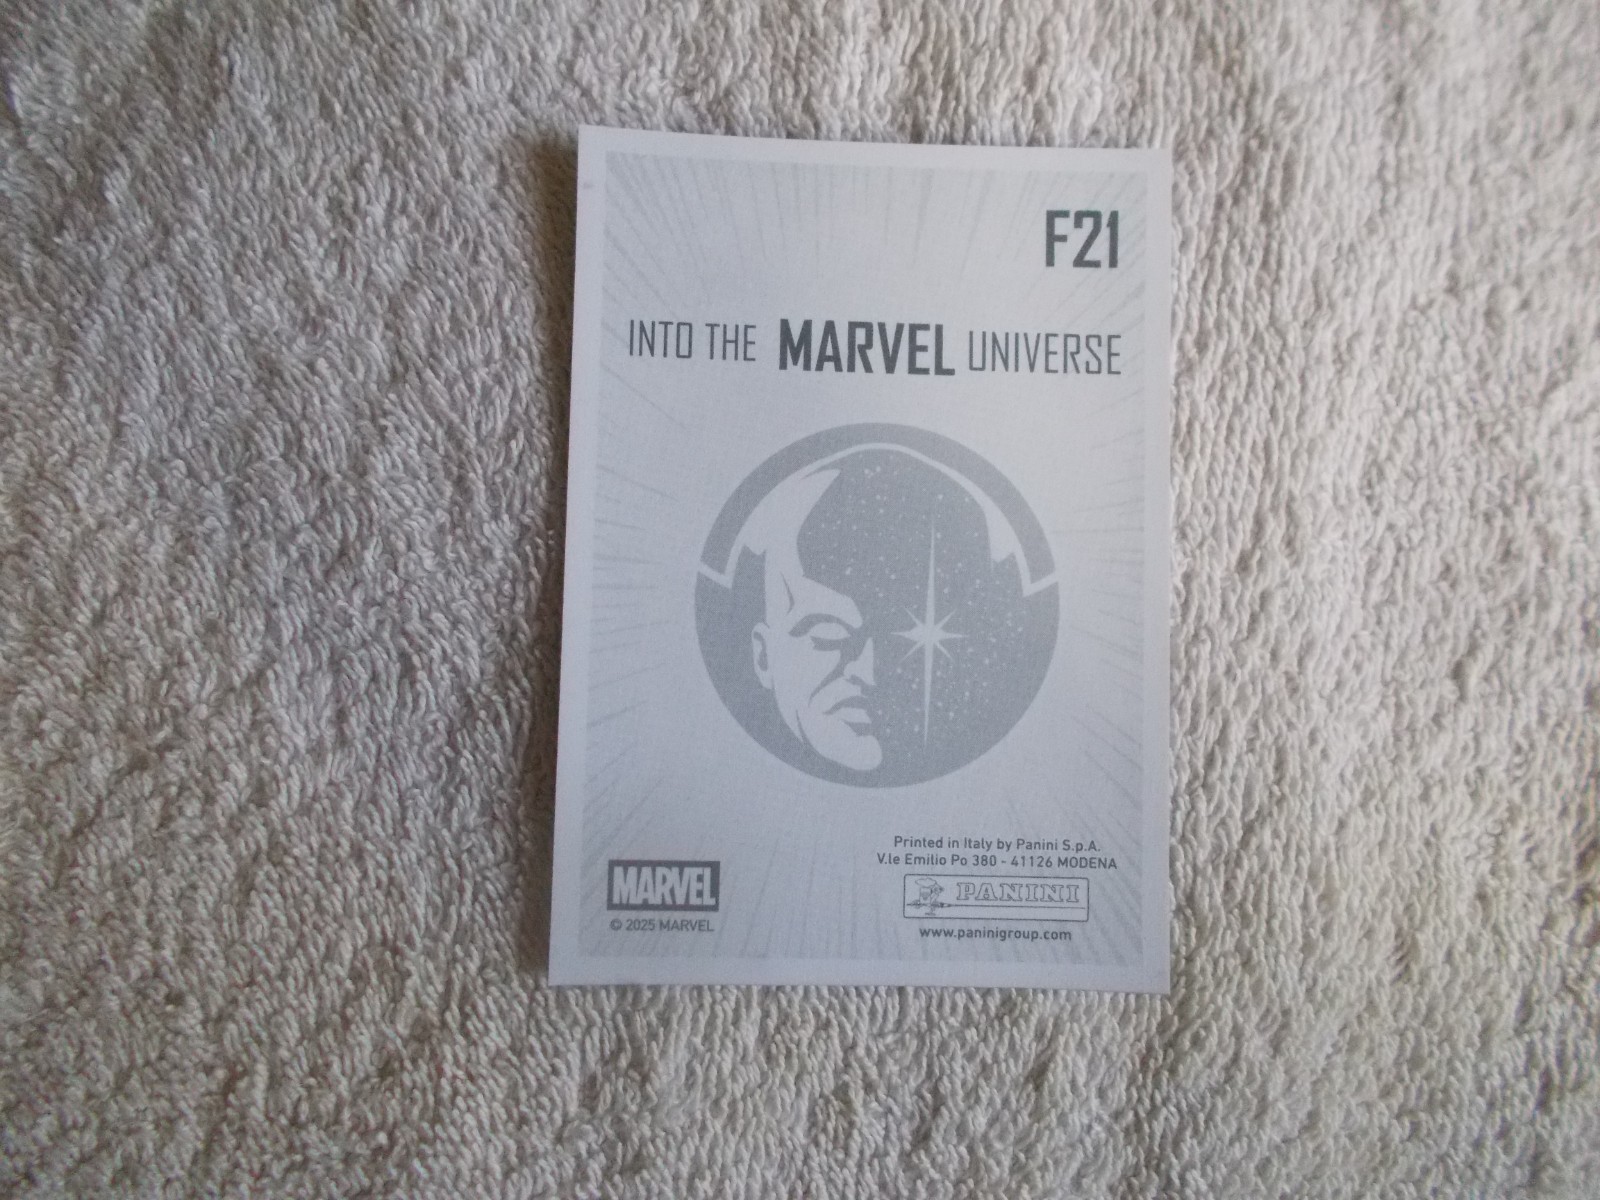 F21
INTO THE MARVEL UNIVERSE
Printed in Italy by Panini S.p.A.
V.le Emilio Po 380 - 41126 MODENA
MARVEL
PANINI
© 2025 MARVEL
www.paninigroup.com